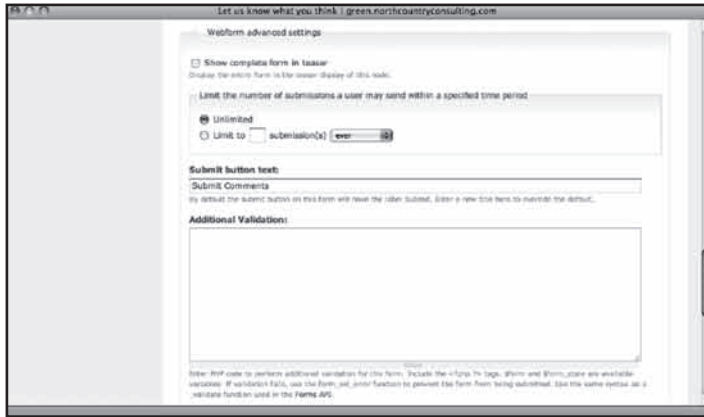 Let us know what you think | green.northcountryconsulting.com
Webform advanced settings
Show complete form in teaser
Display the entire form in the teaser display of this node.
Limit the number of submissions a user may send within a specified time period
Unlimited
Limit to submission(s) ever
Submit button text:
Submit Comments
By default the submit button on this form will have the label Submit. Enter a new title here to override the default.
Additional Validation:
Enter PHP code to perform additional validation for this form. Include the <?php ?> tags. $form and $form_state are available
variables. If validation fails, use the form_set_error function to prevent the form from being submitted. Use the same syntax as a
_validate function used in the Forms API.